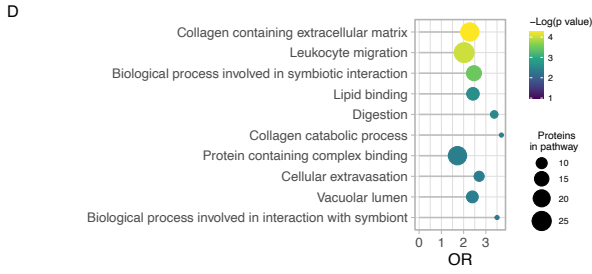 D
Collagen containing extracellular matrix
Leukocyte migration
Biological process involved in symbiotic interaction
Lipid binding
Digestion
Collagen catabolic process
Protein containing complex binding
Cellular extravasation
Vacuolar lumen
Biological process involved in interaction with symbiont
0 1 2 3
OR
−Log(p value)
4
3
2
1
Proteins
in pathway
10
15
20
25